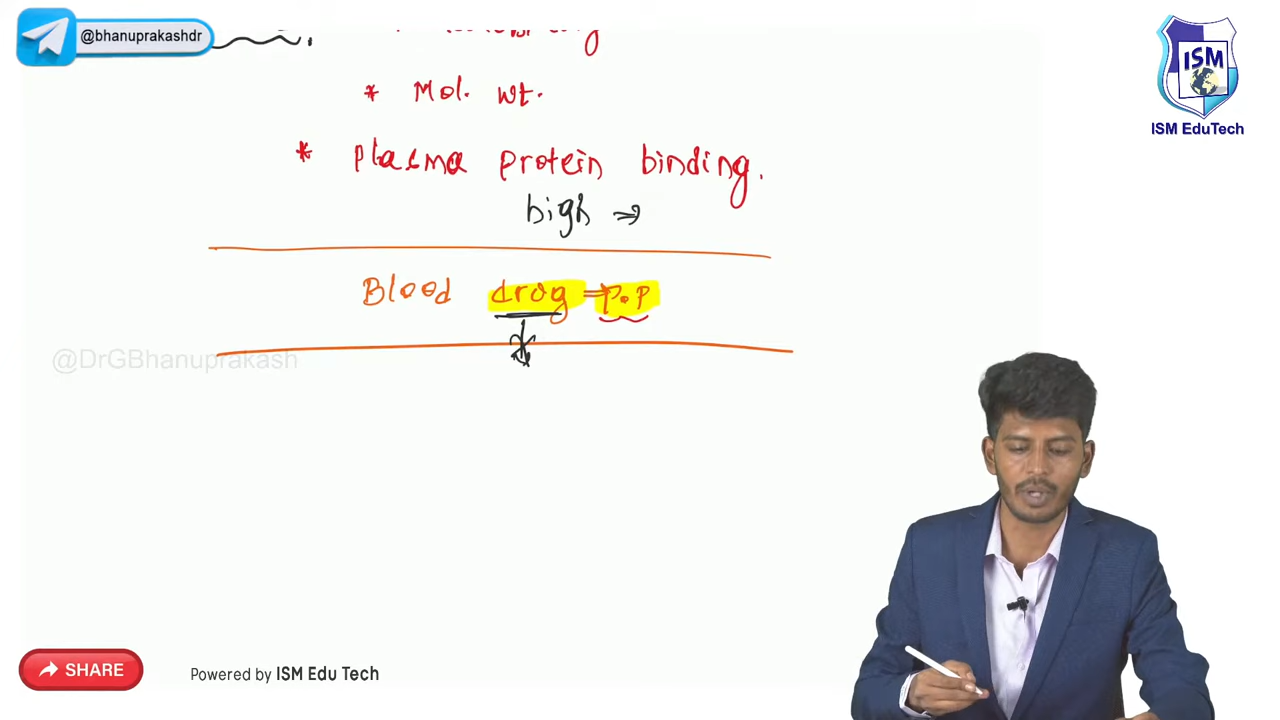 @bhanuprakashdr
* Mol. wt.
* plasma protein binding.
high →
Blood drug = p.p
@DrGBhanuprakash
ISM
ISM EduTech
SHARE
Powered by ISM Edu Tech